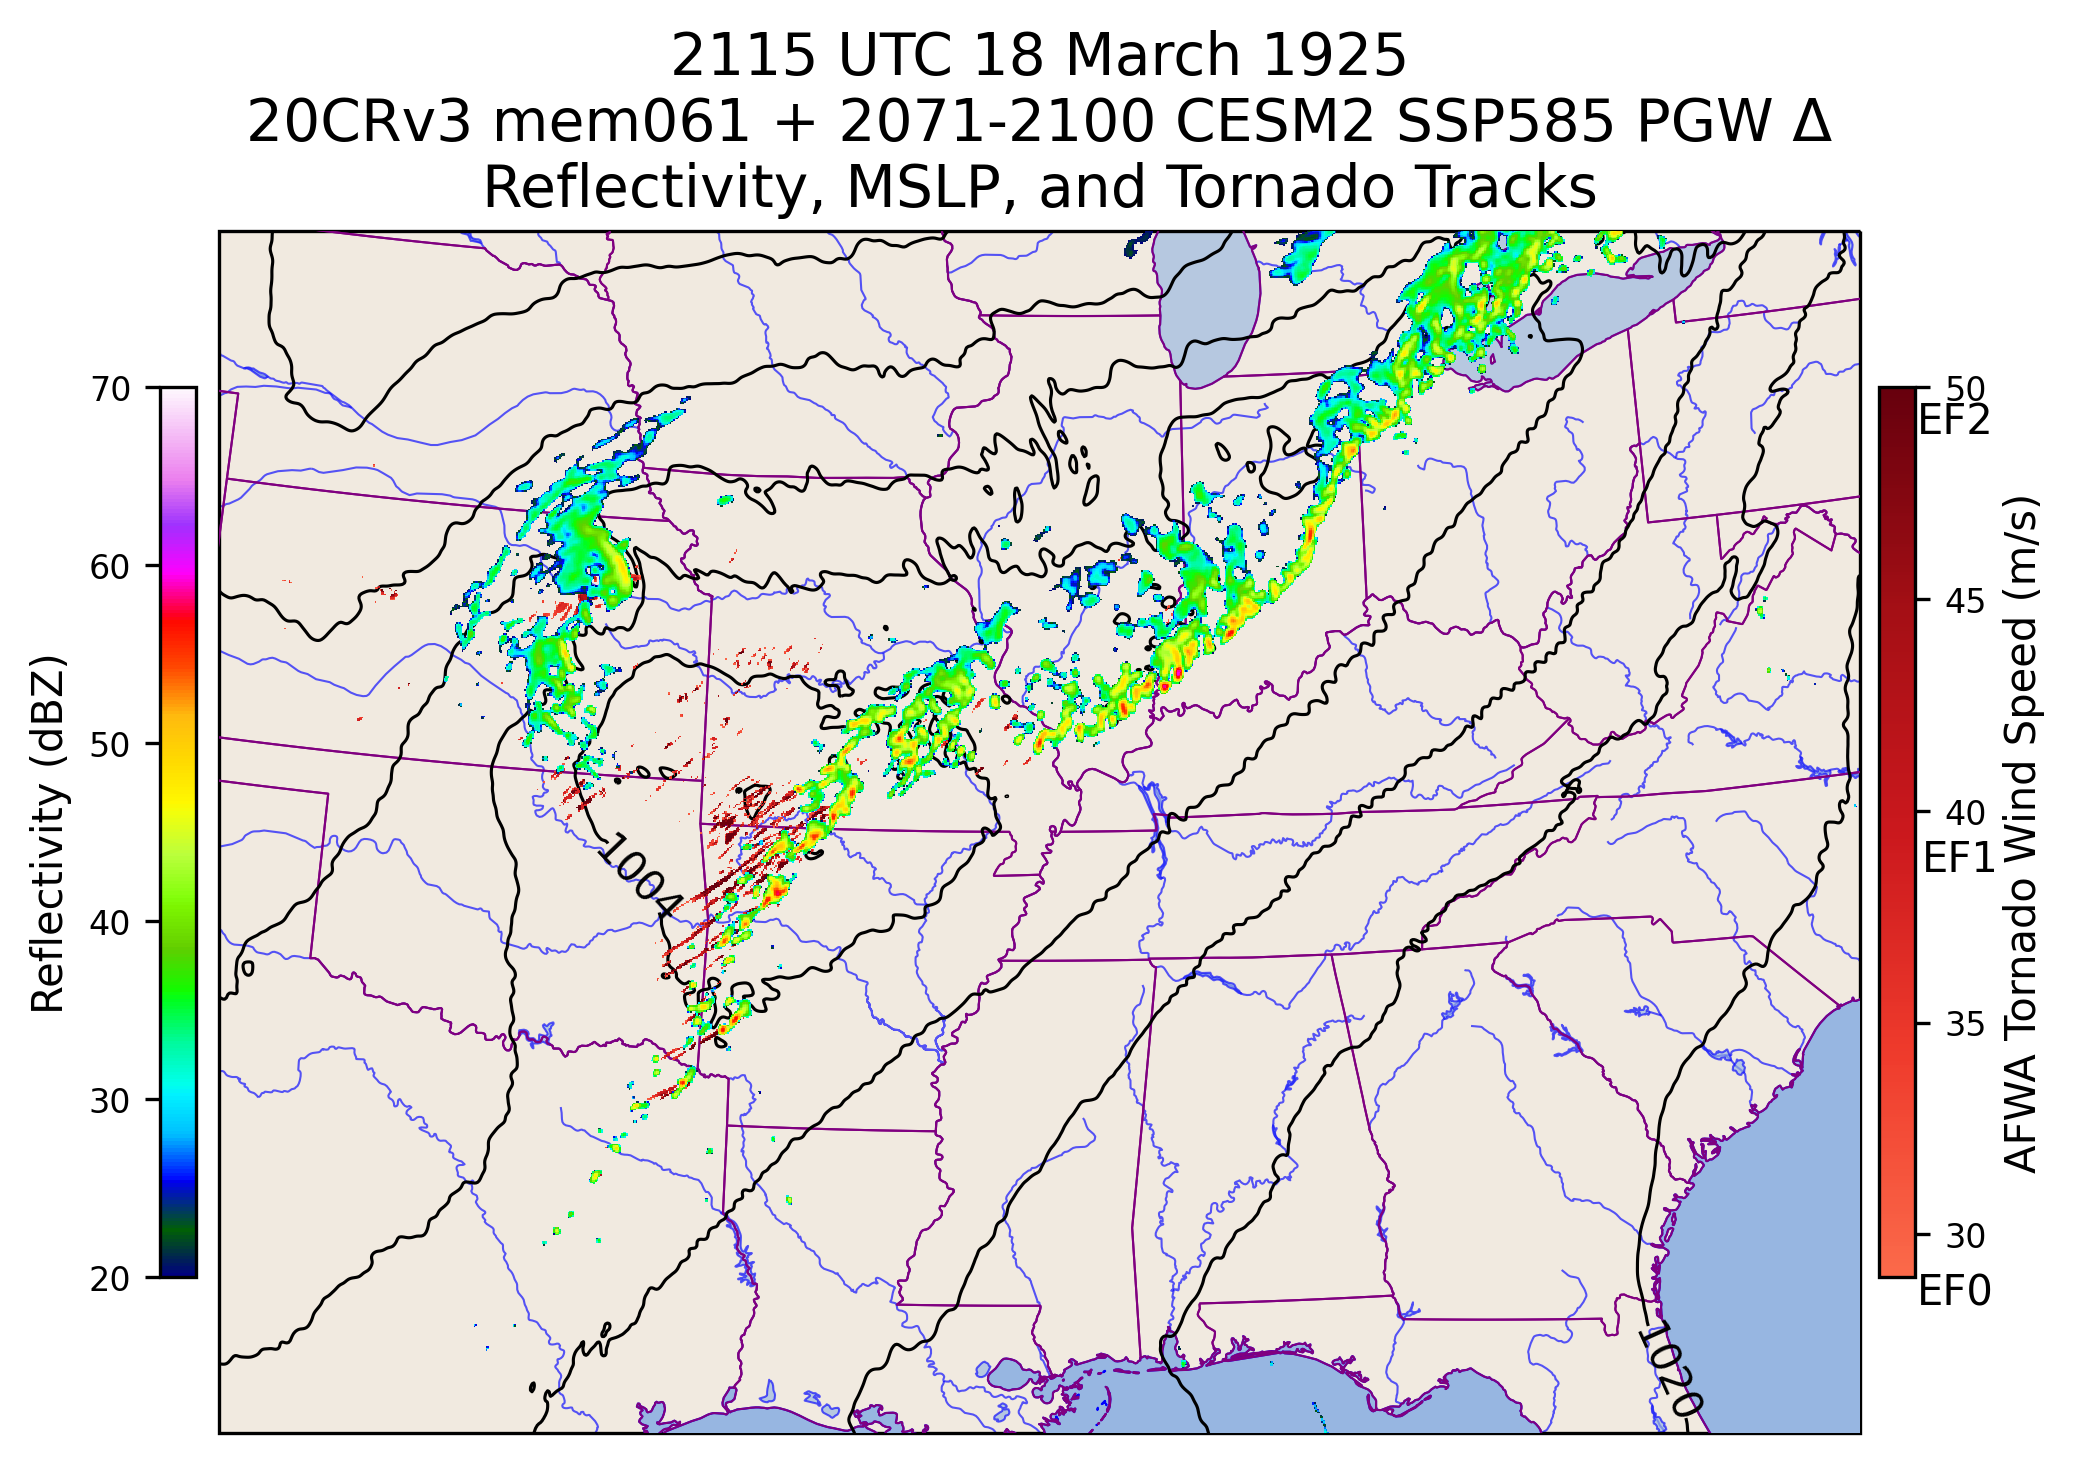 2115 UTC 18 March 1925
20CRv3 mem061 + 2071-2100 CESM2 SSP585 PGW Δ
Reflectivity, MSLP, and Tornado Tracks
70
60
50
40
30
20
Reflectivity (dBZ)
1004
1020
50
EF2
45
40
EF1
35
30
EF0
AFWA Tornado Wind Speed (m/s)